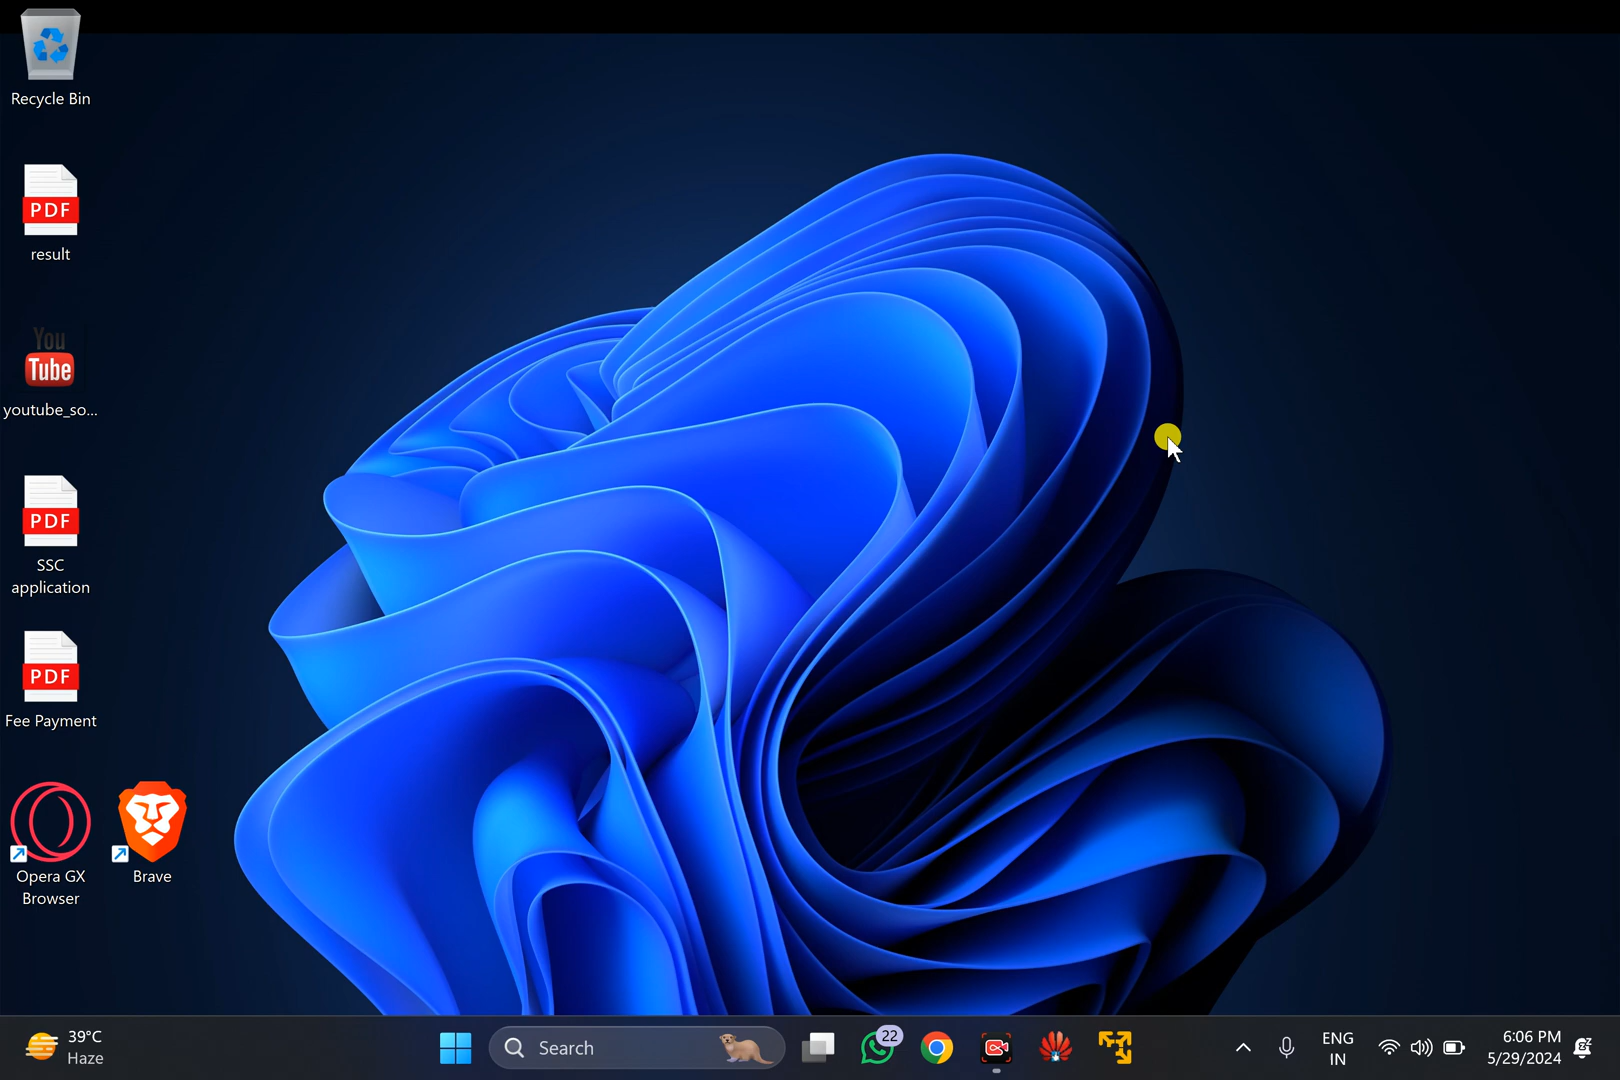 Recycle Bin
PDF
result
You
Tube
youtube_so...
PDF
SSC
application
PDF
Fee Payment
Opera GX
Browser
Brave
39°C
Haze
Search
22
ENG
IN
6:06 PM
5/29/2024